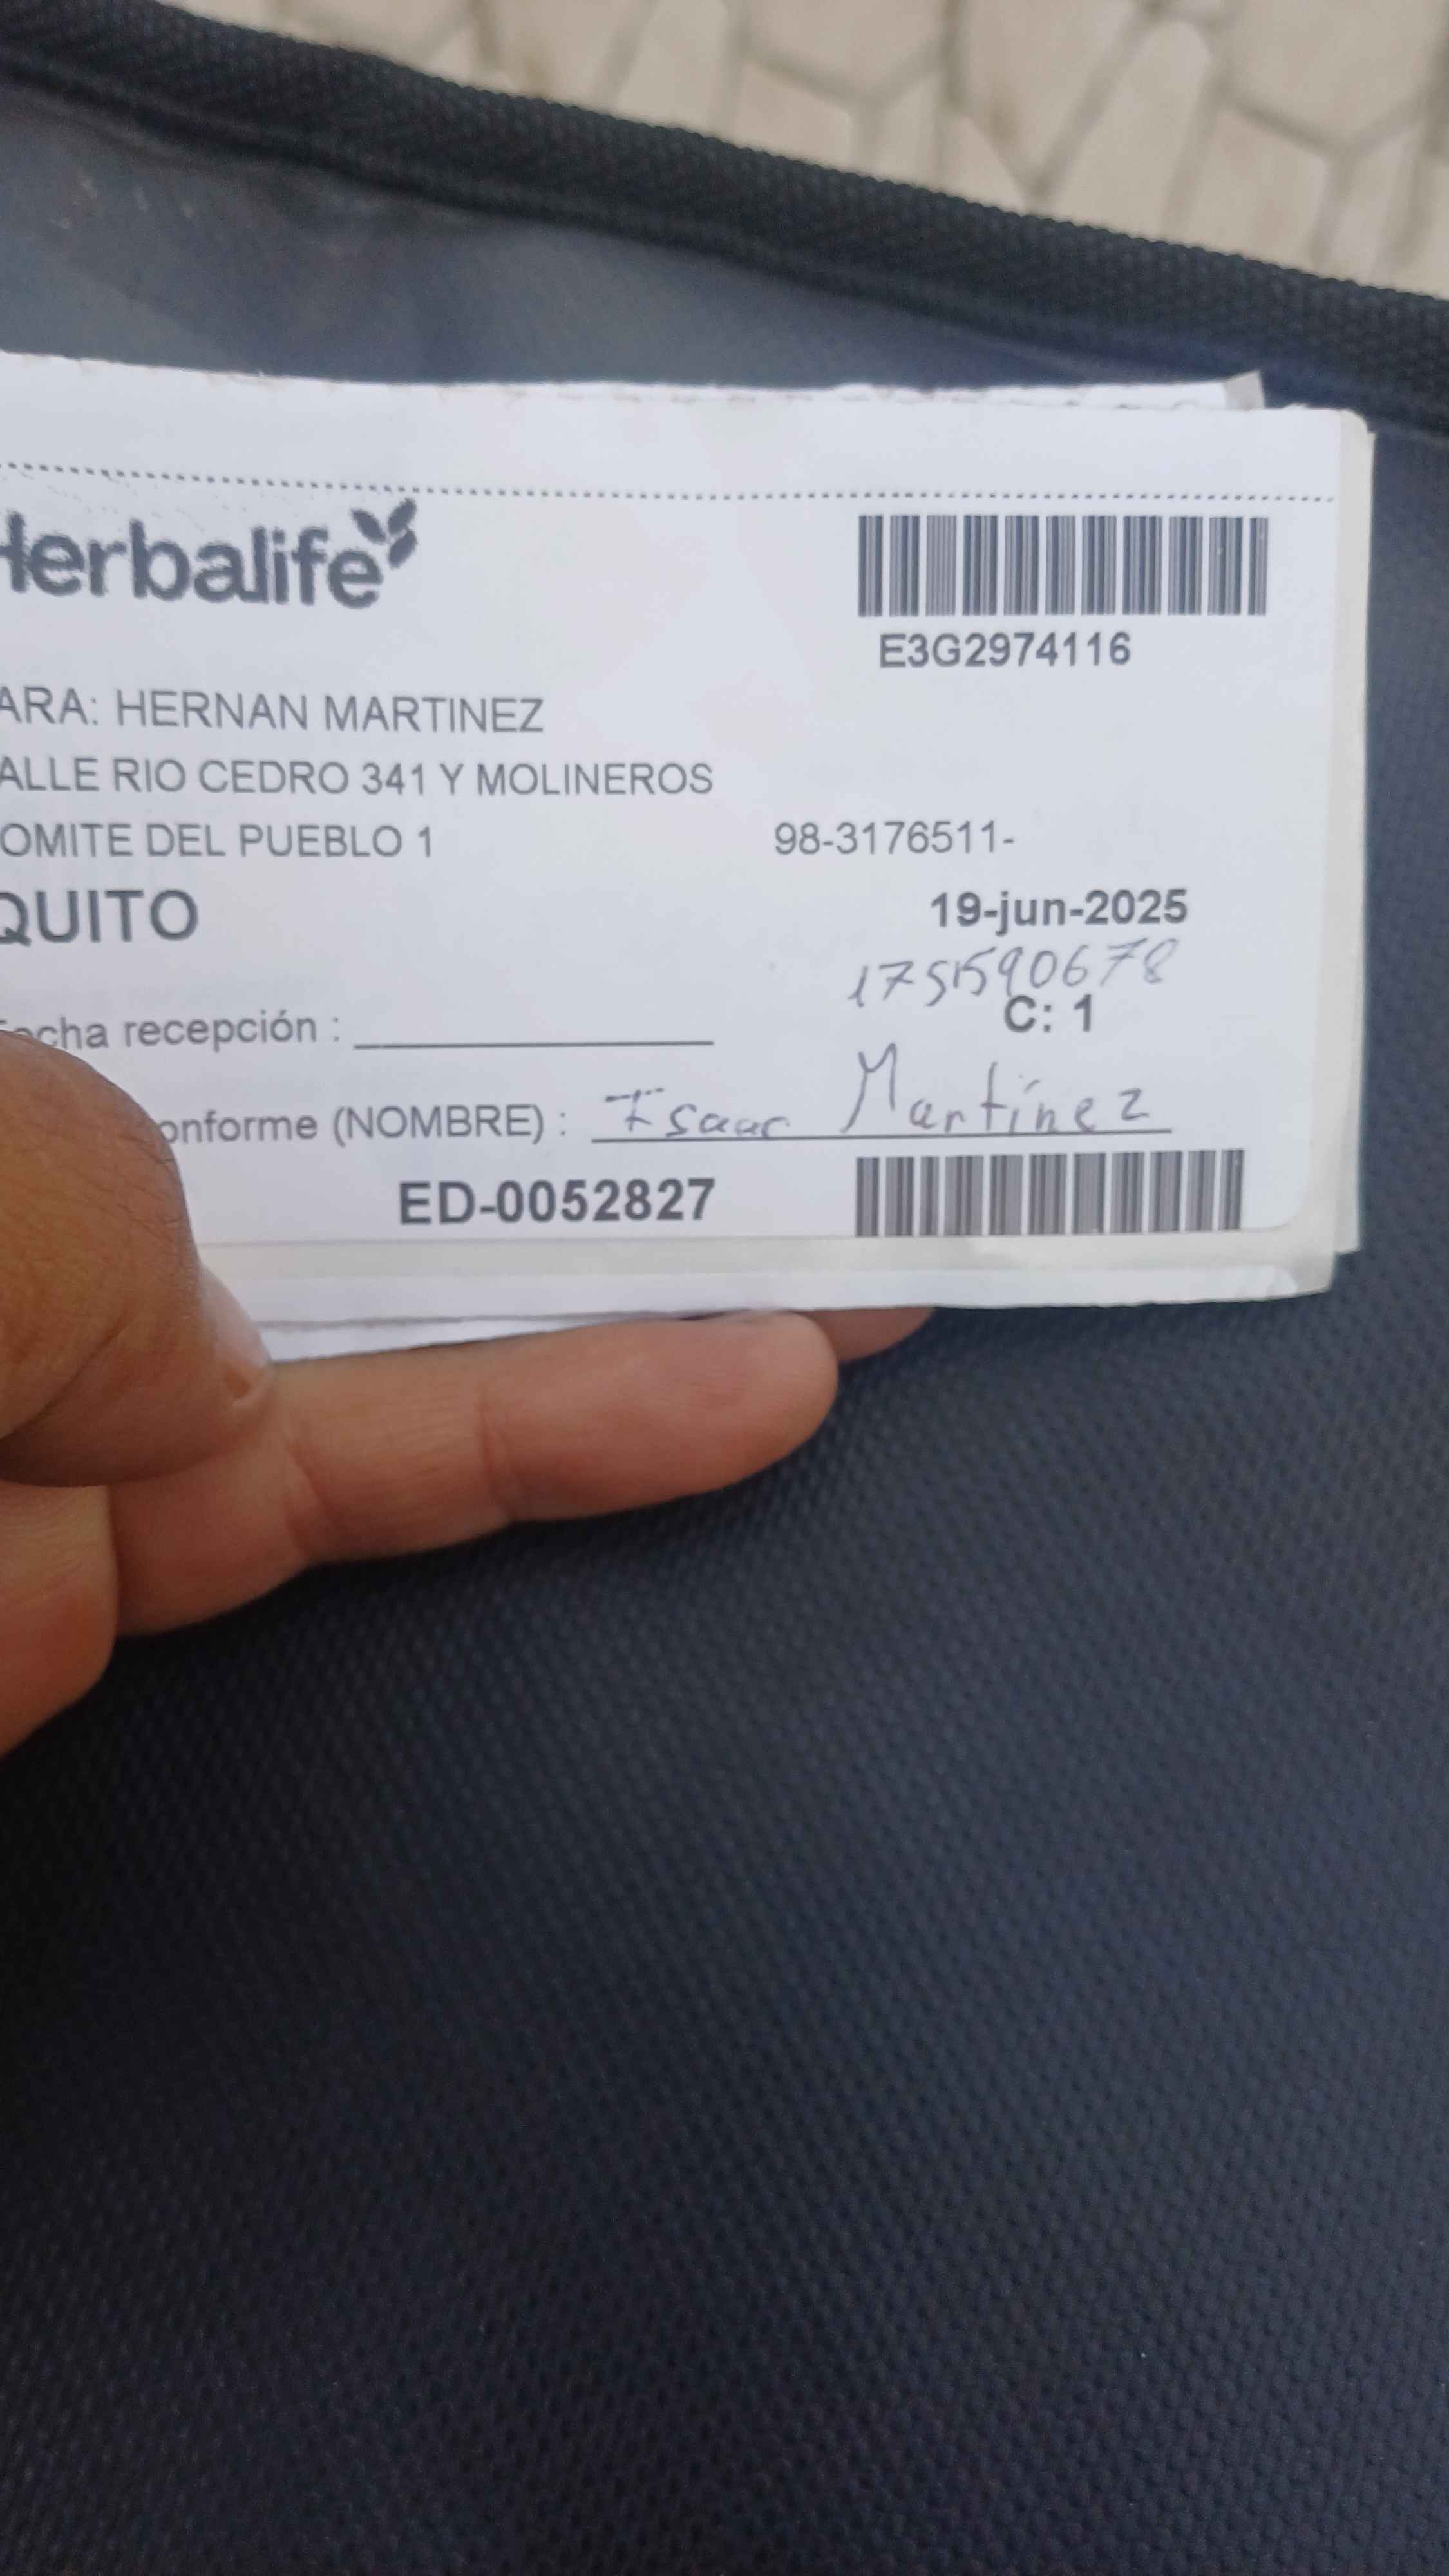 Herbalife
E3G2974116
ARA: HERNAN MARTINEZ
ALLE RIO CEDRO 341 Y MOLINEROS
OMITE DEL PUEBLO 1 98-3176511-
QUITO
19-jun-2025
C: 1
echa recepción :
onforme (NOMBRE) : Isaac Martínez
ED-0052827